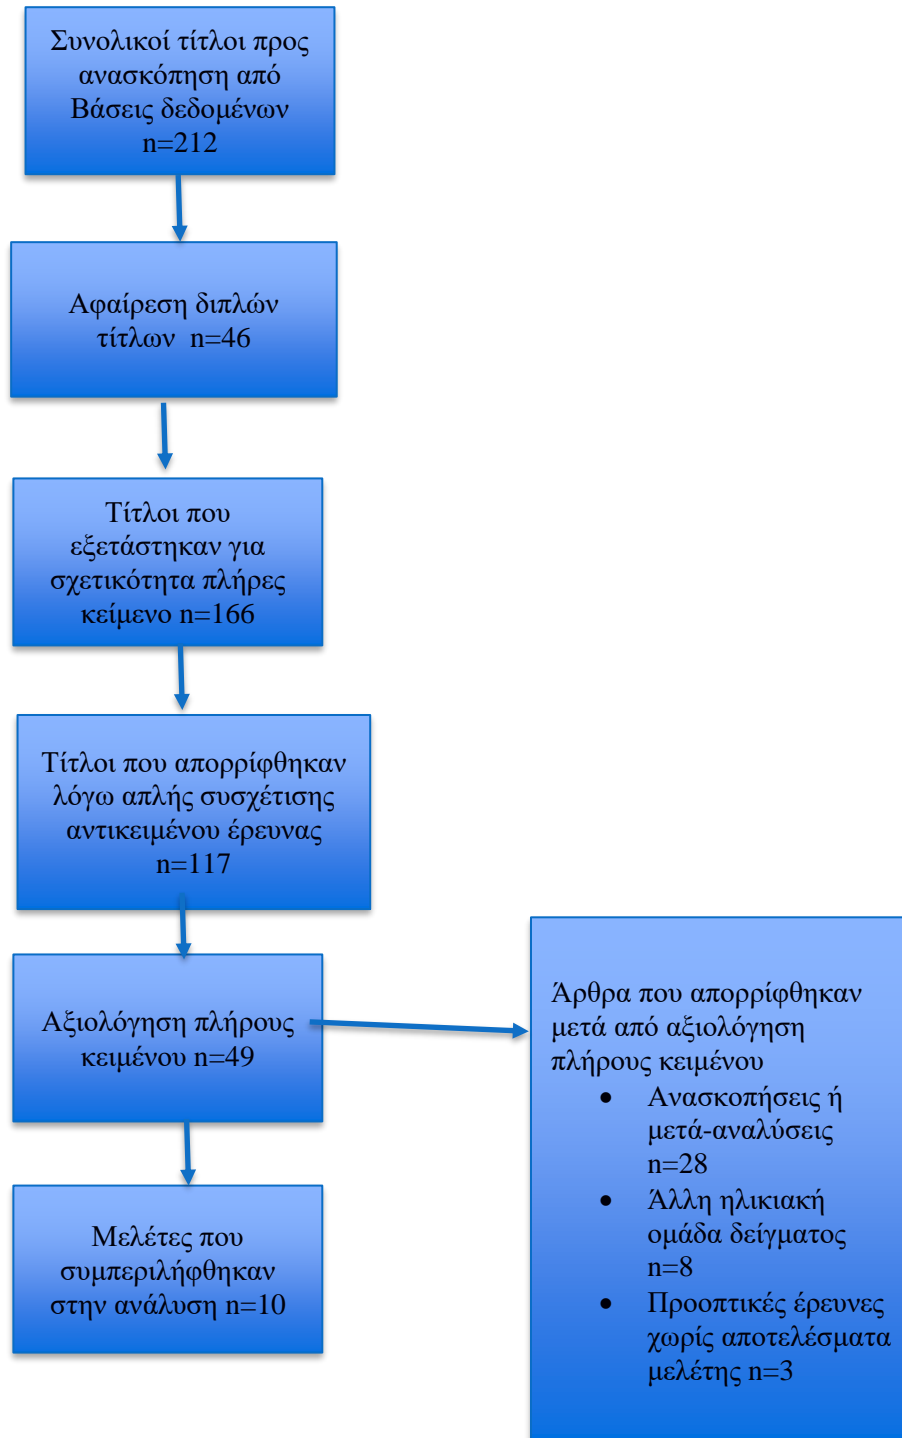 Συνολικοί τίτλοι προς
ανασκόπηση από
Βάσεις δεδομένων
n=212
Αφαίρεση διπλών
τίτλων n=46
Τίτλοι που
εξετάστηκαν για
σχετικότητα πλήρες
κείμενο n=166
Τίτλοι που απορρίφθηκαν
λόγω απλής συσχέτισης
αντικειμένου έρευνας
n=117
Αξιολόγηση πλήρους
κειμένου n=49
Άρθρα που απορρίφθηκαν
μετά από αξιολόγηση
πλήρους κειμένου
• Ανασκοπήσεις ή
μετά-αναλύσεις
n=28
• Άλλη ηλικιακή
ομάδα δείγματος
n=8
• Προοπτικές έρευνες
χωρίς αποτελέσματα
μελέτης n=3
Μελέτες που
συμπεριλήφθηκαν
στην ανάλυση n=10